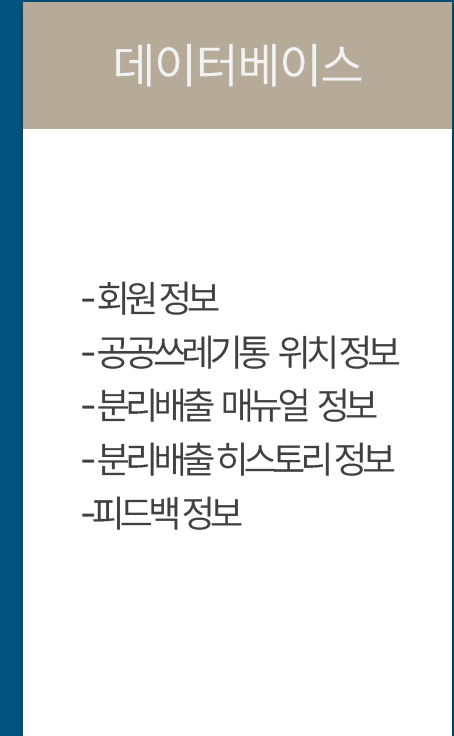 데이터베이스
- 회원 정보
- 공공쓰레기통 위치 정보
- 분리배출 매뉴얼 정보
- 분리배출 히스토리 정보
-피드백 정보